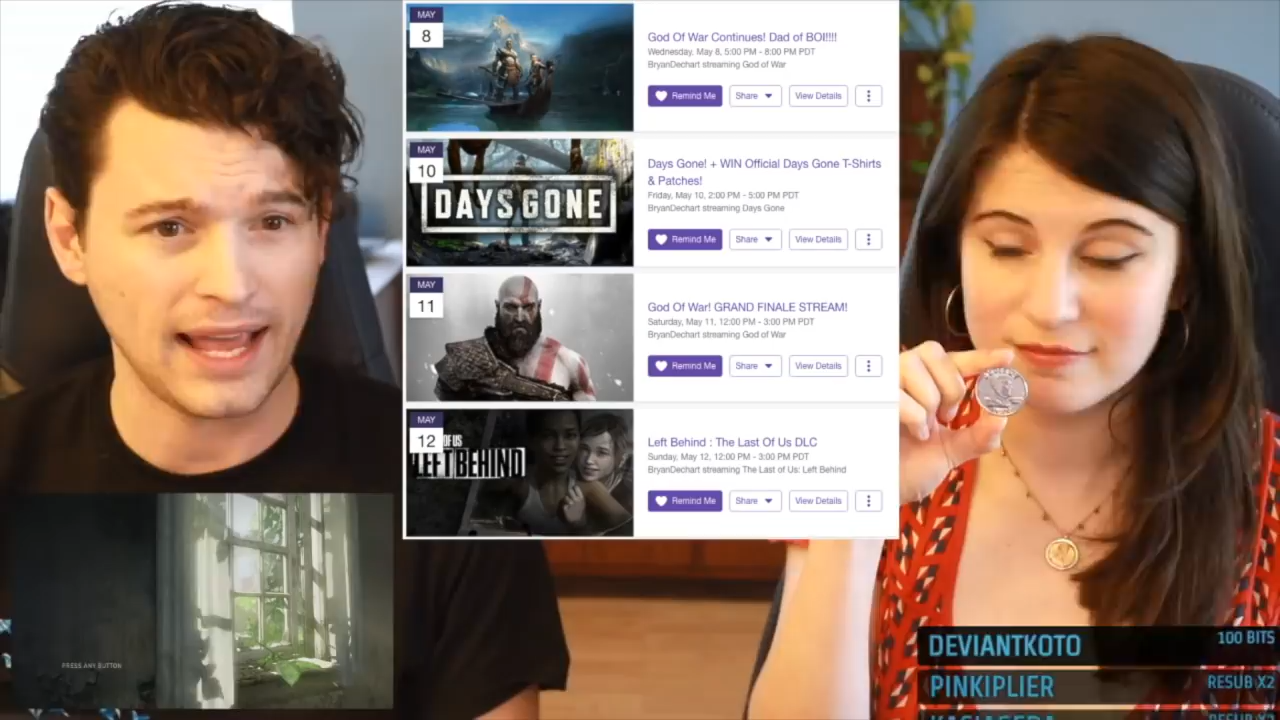 MAY
8
God Of War Continues! Dad of BOI!!!!
Wednesday, May 8, 5:00 PM - 8:00 PM PDT
BryanDechart streaming God of War
Remind Me
Share
View Details
MAY
10
DAYS GONE
Days Gone! + WIN Official Days Gone T-Shirts
& Patches!
Friday, May 10, 2:00 PM - 5:00 PM PDT
BryanDechart streaming Days Gone
Remind Me
Share
View Details
MAY
11
God Of War! GRAND FINALE STREAM!
Saturday, May 11, 12:00 PM - 3:00 PM PDT
BryanDechart streaming God of War
Remind Me
Share
View Details
MAY
12
OF US
LEFT BEHIND
Left Behind : The Last Of Us DLC
Sunday, May 12, 12:00 PM - 3:00 PM PDT
BryanDechart streaming The Last of Us: Left Behind
Remind Me
Share
View Details
PRESS ANY BUTTON
DEVIANTKOTO 100 BITS
PINKIPLIER RESUB X2